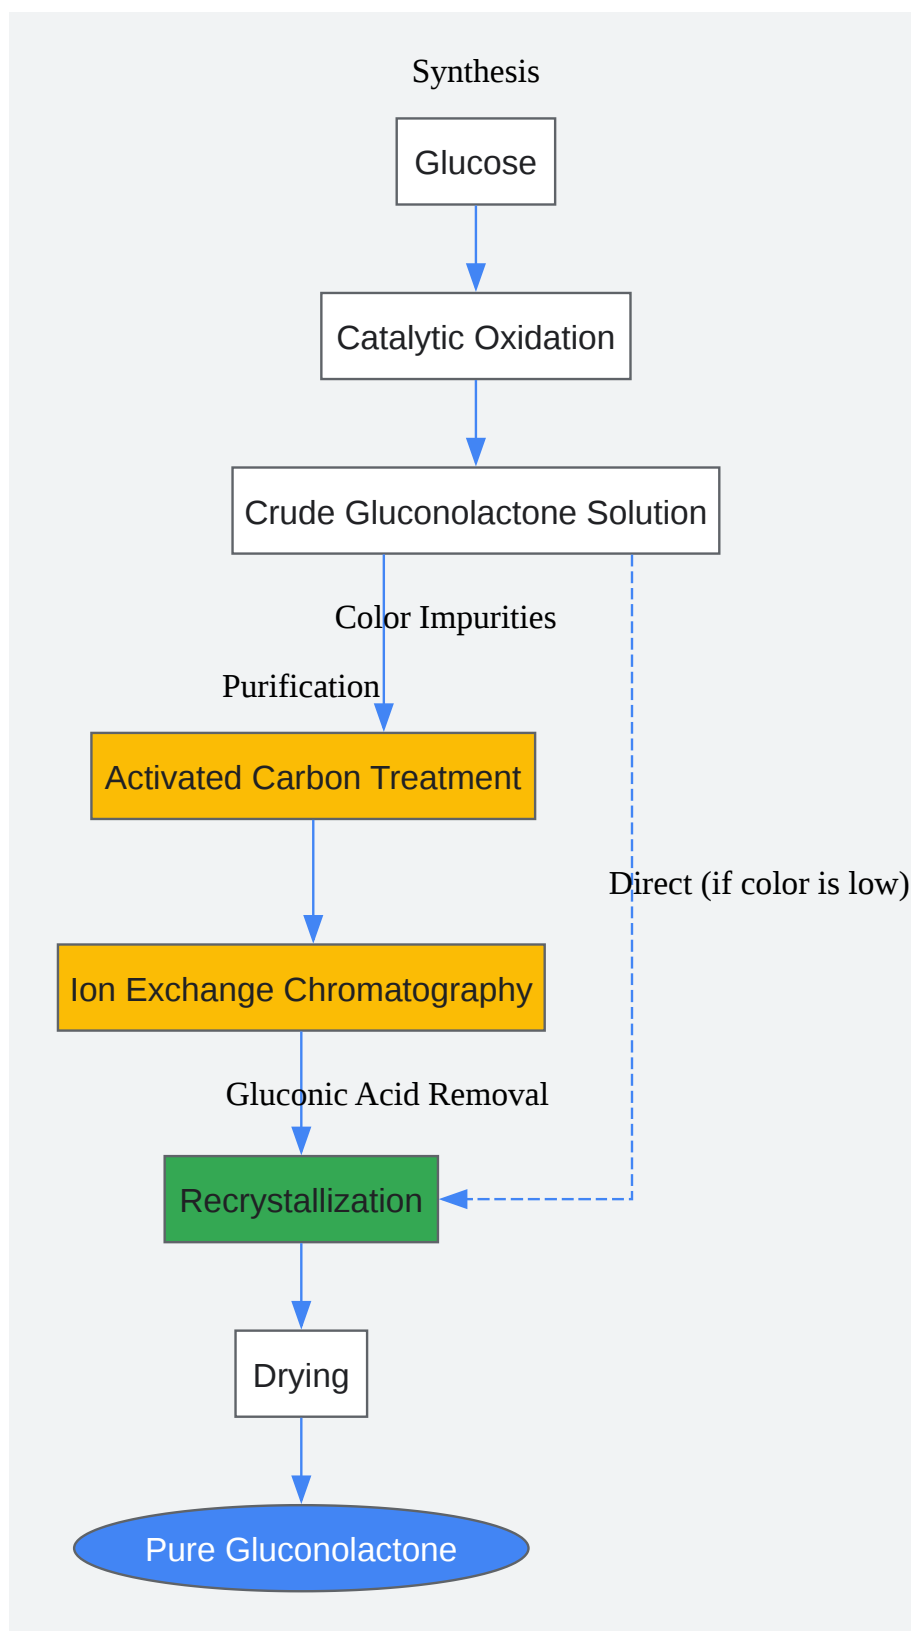 Synthesis
Glucose
Catalytic Oxidation
Crude Gluconolactone Solution
Color Impurities
Purification
Activated Carbon Treatment
Direct (if color is low)
Ion Exchange Chromatography
Gluconic Acid Removal
Recrystallization
Drying
Pure Gluconolactone